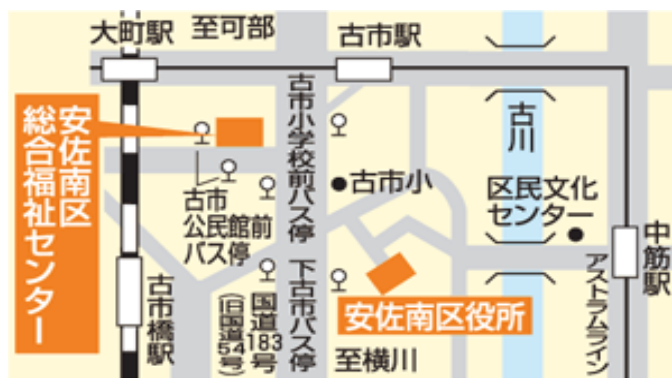 大町駅
至可部
古市駅
安佐南区
総合福祉センター
古市小学校前バス停
古川
古市小
古市
公民館前
バス停
区民文化
センター
中筋駅
アストラムライン
古市橋駅
国道183号
(旧国道54号)
下古市バス停
安佐南区役所
至横川